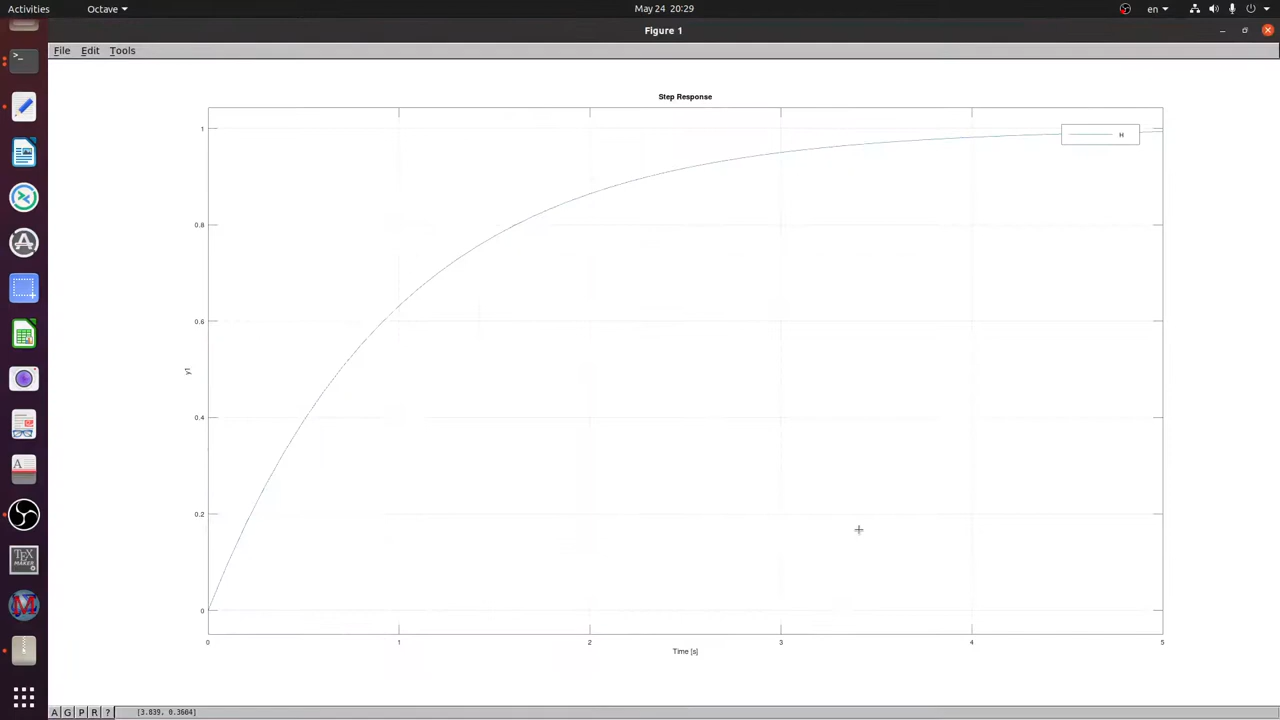 Activities
Octave
May 24 20:29
en
Figure 1
File Edit Tools
Step Response
H
1
0.8
0.6
0.4
0.2
0
y1
0 1 2 3 4 5
Time [s]
A G P R ? [3.839, 0.3604]